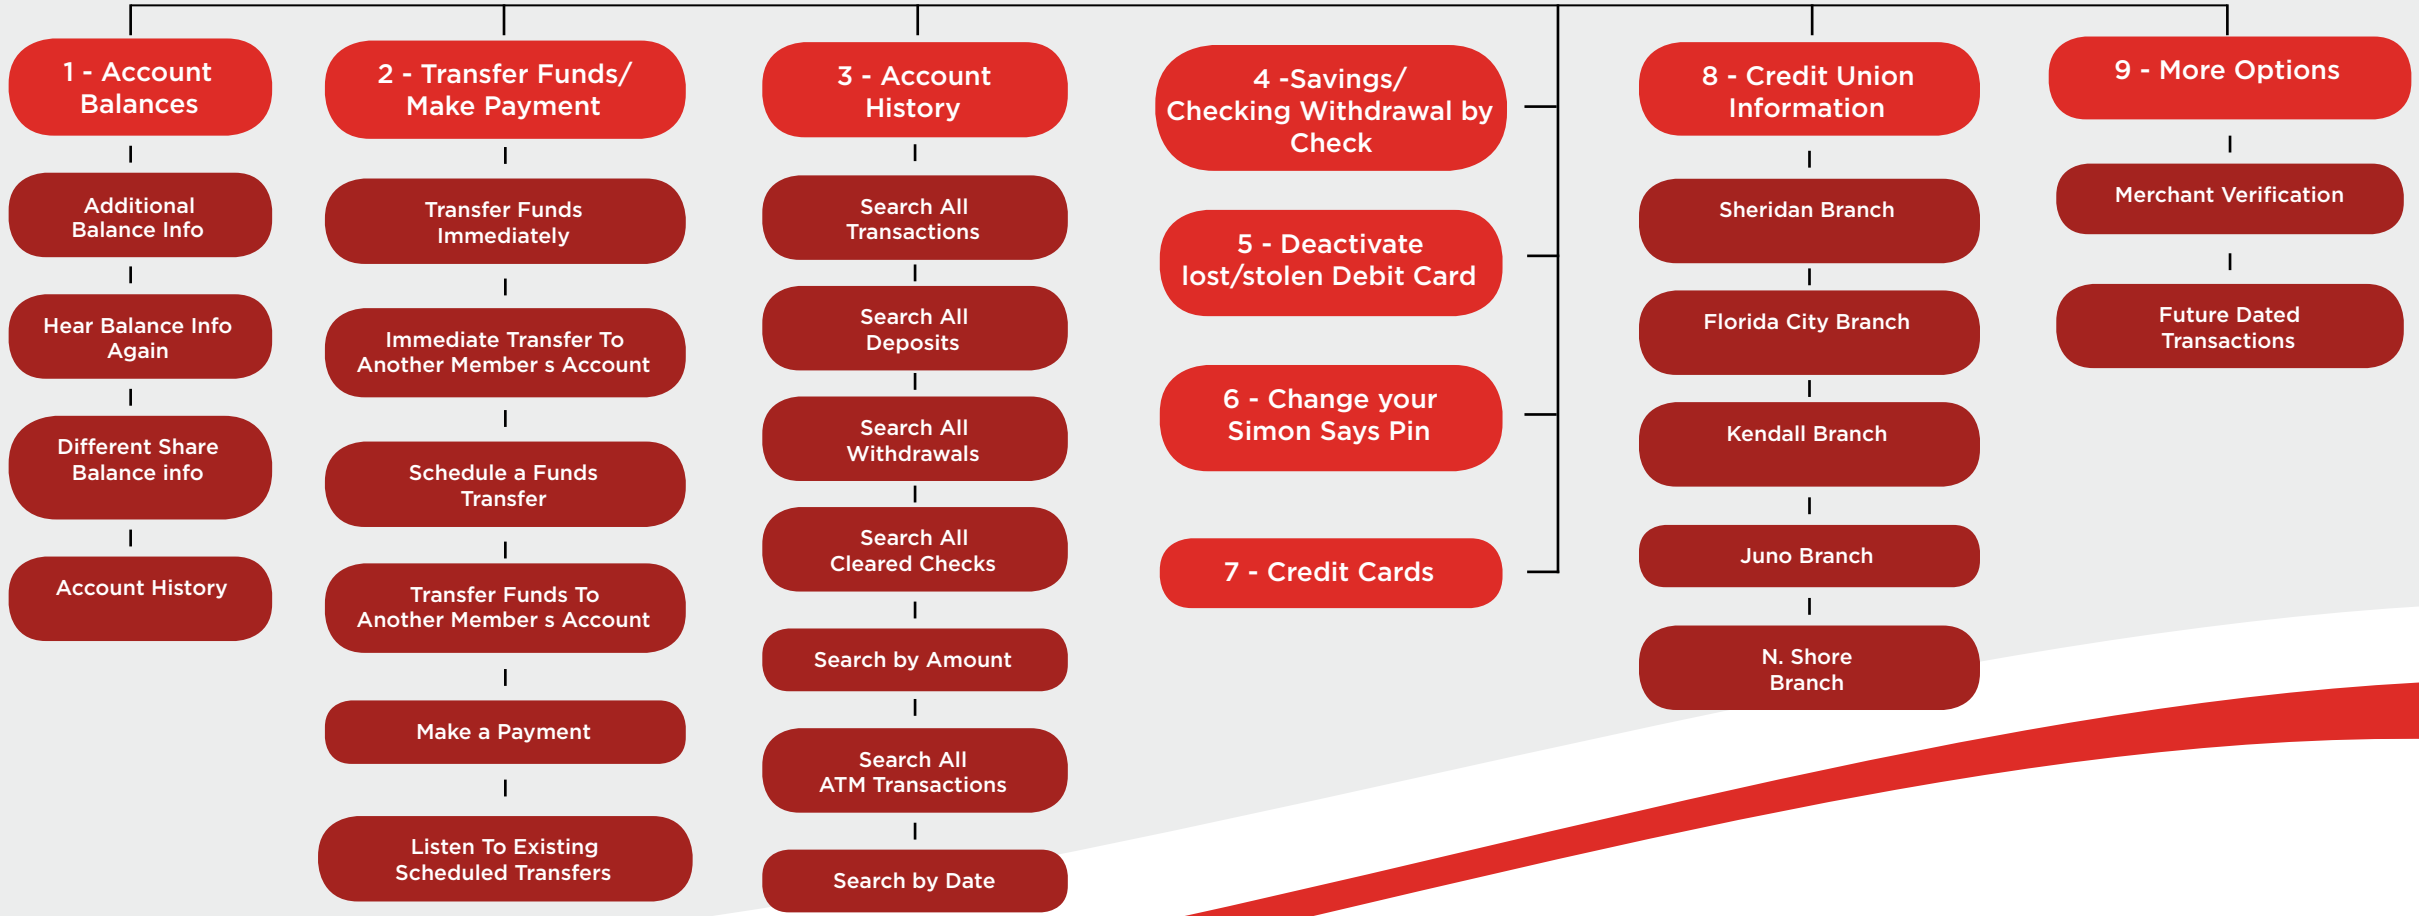 1 - Account
Balances
Additional
Balance Info
Hear Balance Info
Again
Different Share
Balance info
Account History
2 - Transfer Funds/
Make Payment
Transfer Funds
Immediately
Immediate Transfer To
Another Member s Account
Schedule a Funds
Transfer
Transfer Funds To
Another Member s Account
Make a Payment
Listen To Existing
Scheduled Transfers
3 - Account
History
Search All
Transactions
Search All
Deposits
Search All
Withdrawals
Search All
Cleared Checks
Search by Amount
Search All
ATM Transactions
Search by Date
4 -Savings/
Checking Withdrawal by
Check
5 - Deactivate
lost/stolen Debit Card
6 - Change your
Simon Says Pin
7 - Credit Cards
8 - Credit Union
Information
Sheridan Branch
Florida City Branch
Kendall Branch
Juno Branch
N. Shore
Branch
9 - More Options
Merchant Verification
Future Dated
Transactions